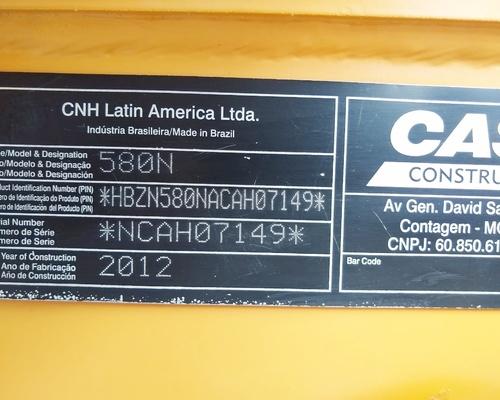 CNH Latin America Ltda.
Indústria Brasileira/Made in Brazil
e/Model & Designation
o/Modelo & Designação
o/Modelo & Designación
580N
duct Identification Number (PIN)
ero de Identificação do Produto (PIN)
ero de Identificación del Producto (PIN)
*HBZN580NACAH07149*
rial Number
mero de Série
mero de Serie
*NCAH07149*
Year of Construction
Ano de Fabricação
Año de Construcción
2012
CAS
CONSTRU
Av Gen. David Sa
Contagem - M
CNPJ: 60.850.61
Bar Code